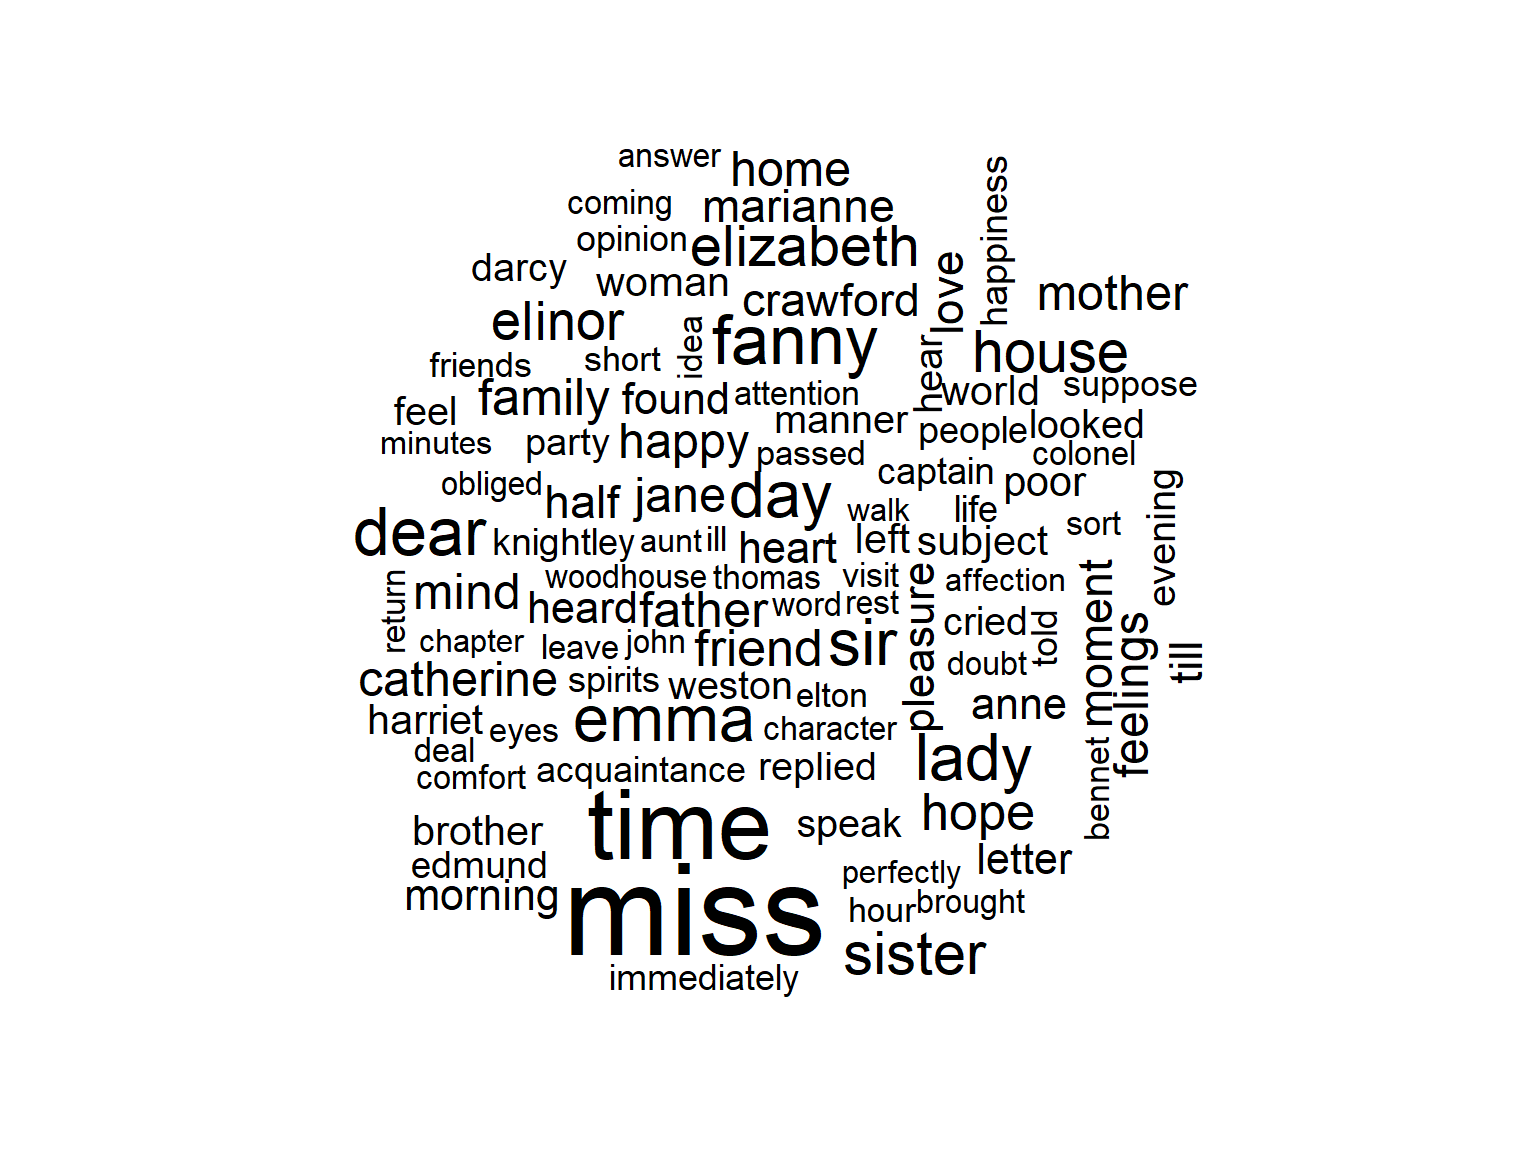 answer
home
coming
marianne
happiness
opinion
elizabeth
darcy
woman
crawford
love
mother
elinor
idea
fanny
hear
house
friends
short
family
found
attention
world
suppose
feel
manner
people
looked
minutes
party
happy
passed
captain
colonel
obliged
half
jane
day
walk
life
poor
evening
dear
knightley
aunt
ill
heart
left
subject
sort
return
mind
woodhouse
thomas
visit
pleasure
affection
moment
heard
father
word
rest
cried
told
feelings
till
chapter
leave
john
friend
sir
doubt
catherine
spirits
weston
elton
anne
harriet
eyes
emma
character
deal
comfort
acquaintance
replied
lady
bennet
brother
time
speak
hope
edmund
morning
miss
perfectly
letter
hour
brought
sister
immediately